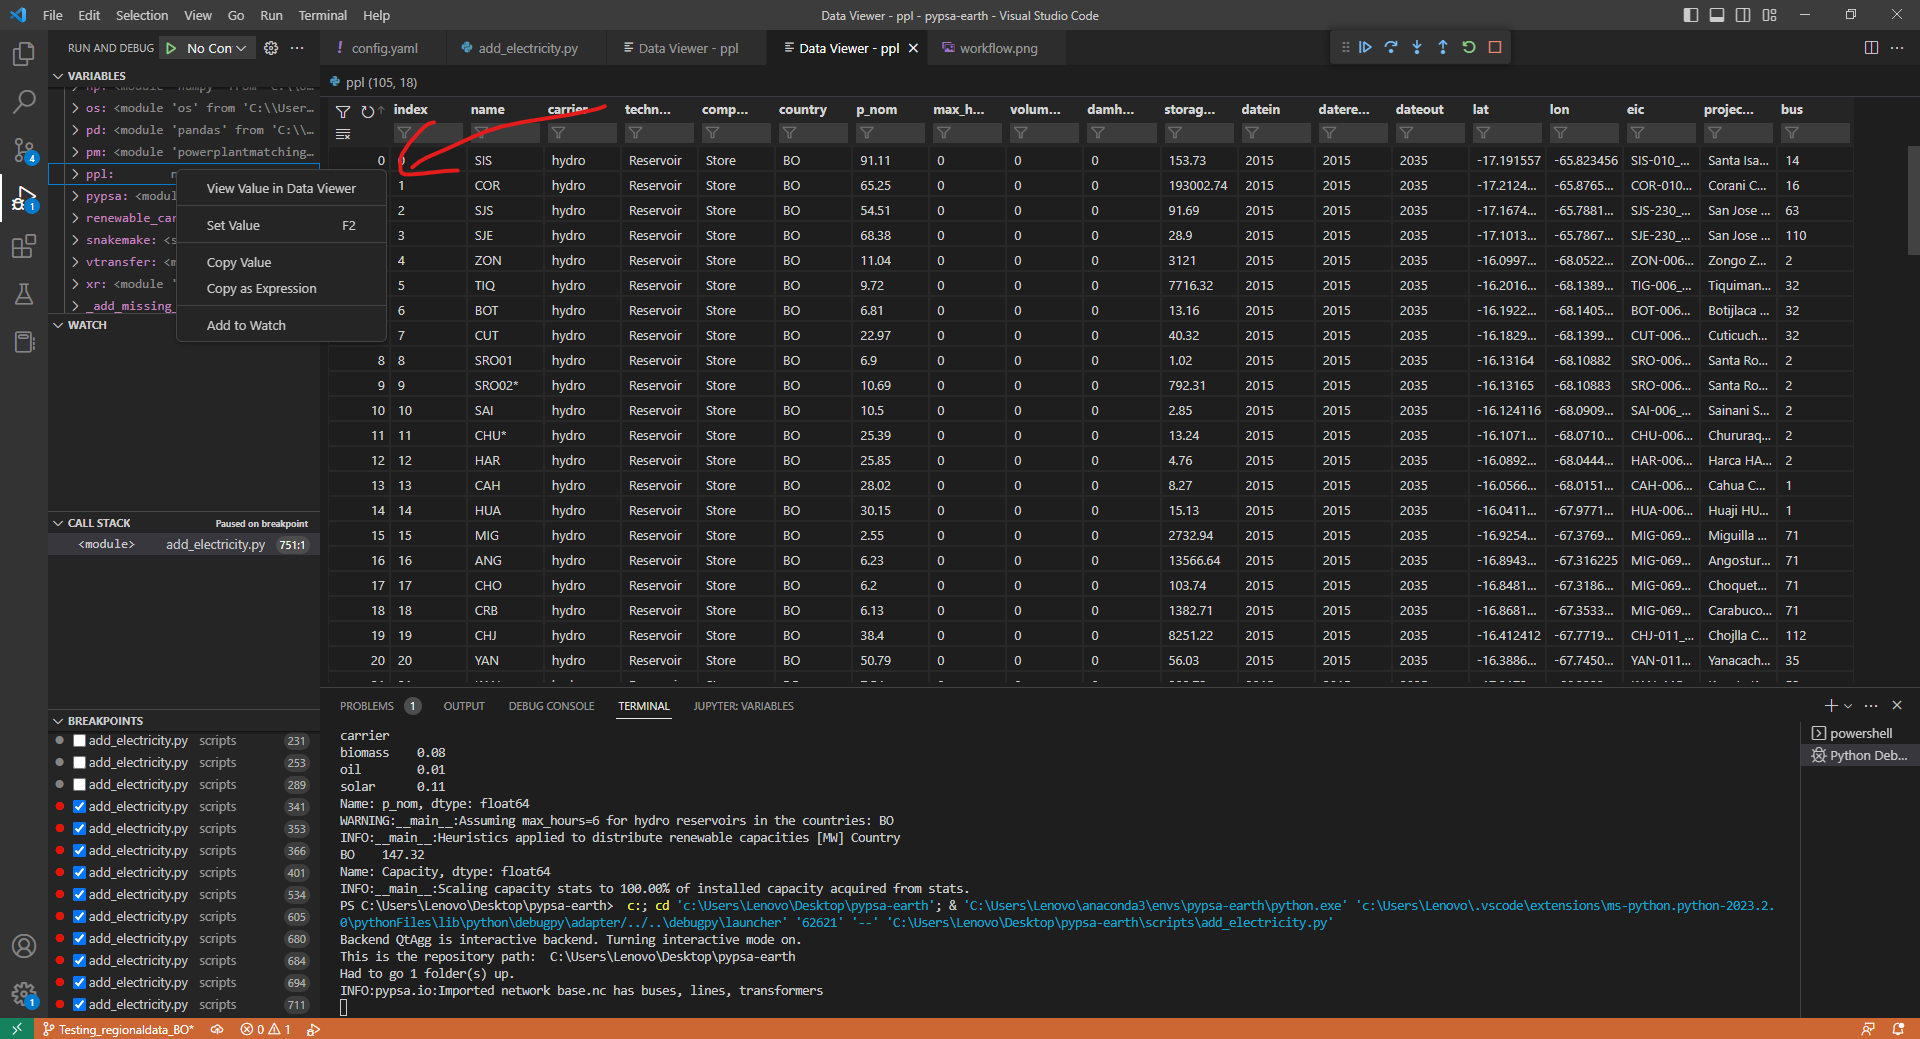 File Edit Selection View Go Run Terminal Help
Data Viewer - ppl - pypsa-earth - Visual Studio Code
RUN AND DEBUG No Con
config.yaml add_electricity.py Data Viewer - ppl Data Viewer - ppl workflow.png
VARIABLES
os: <module 'os' from 'C:\\User...
pd: <module 'pandas' from 'C:\\...
pm: <module 'powerplantmatching...
ppl:
pypsa: <modul
renewable_car
snakemake: <s
vtransfer: <m
xr: <module '
_add_missing_
View Value in Data Viewer
Set Value F2
Copy Value
Copy as Expression
Add to Watch
WATCH
CALL STACK Paused on breakpoint
<module> add_electricity.py 751:1
BREAKPOINTS
add_electricity.py scripts 231
add_electricity.py scripts 253
add_electricity.py scripts 289
add_electricity.py scripts 341
add_electricity.py scripts 353
add_electricity.py scripts 366
add_electricity.py scripts 401
add_electricity.py scripts 534
add_electricity.py scripts 605
add_electricity.py scripts 680
add_electricity.py scripts 684
add_electricity.py scripts 694
add_electricity.py scripts 711
ppl (105, 18)
index name carrier techn... comp... country p_nom max_h... volum... damh... storag... datein datere... dateout lat lon eic projec... bus
0 0 SIS hydro Reservoir Store BO 91.11 0 0 0 153.73 2015 2015 2035 -17.191557 -65.823456 SIS-010_... Santa Isa... 14
1 COR hydro Reservoir Store BO 65.25 0 0 0 193002.74 2015 2015 2035 -17.2124... -65.8765... COR-010... Corani C... 16
2 SJS hydro Reservoir Store BO 54.51 0 0 0 91.69 2015 2015 2035 -17.1674... -65.7881... SJS-230_... San Jose ... 63
3 SJE hydro Reservoir Store BO 68.38 0 0 0 28.9 2015 2015 2035 -17.1013... -65.7867... SJE-230_... San Jose ... 110
4 ZON hydro Reservoir Store BO 11.04 0 0 0 3121 2015 2015 2035 -16.0997... -68.0522... ZON-006... Zongo Z... 2
5 TIQ hydro Reservoir Store BO 9.72 0 0 0 7716.32 2015 2015 2035 -16.2016... -68.1389... TIG-006_... Tiquiman... 32
6 BOT hydro Reservoir Store BO 6.81 0 0 0 13.16 2015 2015 2035 -16.1922... -68.1405... BOT-006... Botijlaca ... 32
7 CUT hydro Reservoir Store BO 22.97 0 0 0 40.32 2015 2015 2035 -16.1829... -68.1399... CUT-006... Cuticuch... 32
8 8 SRO01 hydro Reservoir Store BO 6.9 0 0 0 1.02 2015 2015 2035 -16.13164 -68.10882 SRO-006... Santa Ro... 2
9 9 SRO02* hydro Reservoir Store BO 10.69 0 0 0 792.31 2015 2015 2035 -16.13165 -68.10883 SRO-006... Santa Ro... 2
10 10 SAI hydro Reservoir Store BO 10.5 0 0 0 2.85 2015 2015 2035 -16.124116 -68.0909... SAI-006_... Sainani S... 2
11 11 CHU* hydro Reservoir Store BO 25.39 0 0 0 13.24 2015 2015 2035 -16.1071... -68.0710... CHU-006... Chururaq... 2
12 12 HAR hydro Reservoir Store BO 25.85 0 0 0 4.76 2015 2015 2035 -16.0892... -68.0444... HAR-006... Harca HA... 2
13 13 CAH hydro Reservoir Store BO 28.02 0 0 0 8.27 2015 2015 2035 -16.0566... -68.0151... CAH-006... Cahua C... 1
14 14 HUA hydro Reservoir Store BO 30.15 0 0 0 15.13 2015 2015 2035 -16.0411... -67.9771... HUA-006... Huaji HU... 1
15 15 MIG hydro Reservoir Store BO 2.55 0 0 0 2732.94 2015 2015 2035 -16.9254... -67.3769... MIG-069... Miguilla ... 71
16 16 ANG hydro Reservoir Store BO 6.23 0 0 0 13566.64 2015 2015 2035 -16.8943... -67.316225 MIG-069... Angostur... 71
17 17 CHO hydro Reservoir Store BO 6.2 0 0 0 103.74 2015 2015 2035 -16.8481... -67.3186... MIG-069... Choquet... 71
18 18 CRB hydro Reservoir Store BO 6.13 0 0 0 1382.71 2015 2015 2035 -16.8681... -67.3533... MIG-069... Carabuco... 71
19 19 CHJ hydro Reservoir Store BO 38.4 0 0 0 8251.22 2015 2015 2035 -16.412412 -67.7719... CHJ-011_... Chojlla C... 112
20 20 YAN hydro Reservoir Store BO 50.79 0 0 0 56.03 2015 2015 2035 -16.3886... -67.7450... YAN-011... Yanacach... 35
PROBLEMS 1 OUTPUT DEBUG CONSOLE TERMINAL JUPYTER: VARIABLES
carrier
biomass 0.08
oil 0.01
solar 0.11
Name: p_nom, dtype: float64
WARNING:__main__:Assuming max_hours=6 for hydro reservoirs in the countries: BO
INFO:__main__:Heuristics applied to distribute renewable capacities [MW] Country
BO 147.32
Name: Capacity, dtype: float64
INFO:__main__:Scaling capacity stats to 100.00% of installed capacity acquired from stats.
PS C:\Users\Lenovo\Desktop\pypsa-earth> c:; cd 'c:\Users\Lenovo\Desktop\pypsa-earth'; & 'C:\Users\Lenovo\anaconda3\envs\pypsa-earth\python.exe' 'c:\Users\Lenovo\.vscode\extensions\ms-python.python-2023.2.
0\pythonFiles\lib\python\debugpy\adapter/../..\debugpy\launcher' '62621' '--' 'C:\Users\Lenovo\Desktop\pypsa-earth\scripts\add_electricity.py'
Backend QtAgg is interactive backend. Turning interactive mode on.
This is the repository path: C:\Users\Lenovo\Desktop\pypsa-earth
Had to go 1 folder(s) up.
INFO:pypsa.io:Imported network base.nc has buses, lines, transformers
powershell
Python Deb...
4
1
1
Testing_regionaldata_BO* 0 1